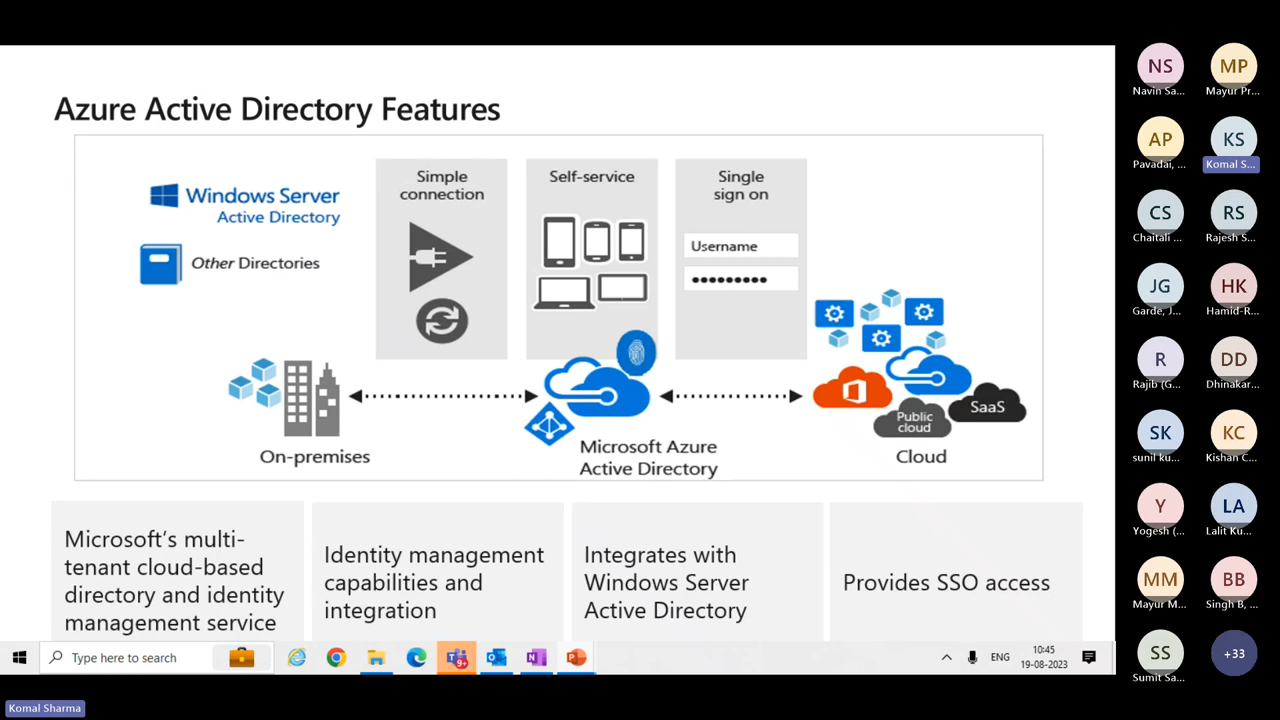 Azure Active Directory Features
Windows Server
Active Directory
Other Directories
Simple
connection
Self-service
Single
sign on
Username
On-premises
Microsoft Azure
Active Directory
Public
cloud
SaaS
Cloud
Microsoft’s multi-
tenant cloud-based
directory and identity
management service
Identity management
capabilities and
integration
Integrates with
Windows Server
Active Directory
Provides SSO access
Type here to search
9+
ENG
10:45
19-08-2023
NS
Navin Sa...
MP
Mayur Pr...
AP
Pavadai, ...
KS
Komal S...
CS
Chaitali ...
RS
Rajesh S...
JG
Garde, J...
HK
Hamid-R...
R
Rajib (G...
DD
Dhinakar...
SK
sunil ku...
KC
Kishan C...
Y
Yogesh (...
LA
Lalit Ku...
MM
Mayur M...
BB
Singh B, ...
SS
Sumit Sa...
+33
Komal Sharma